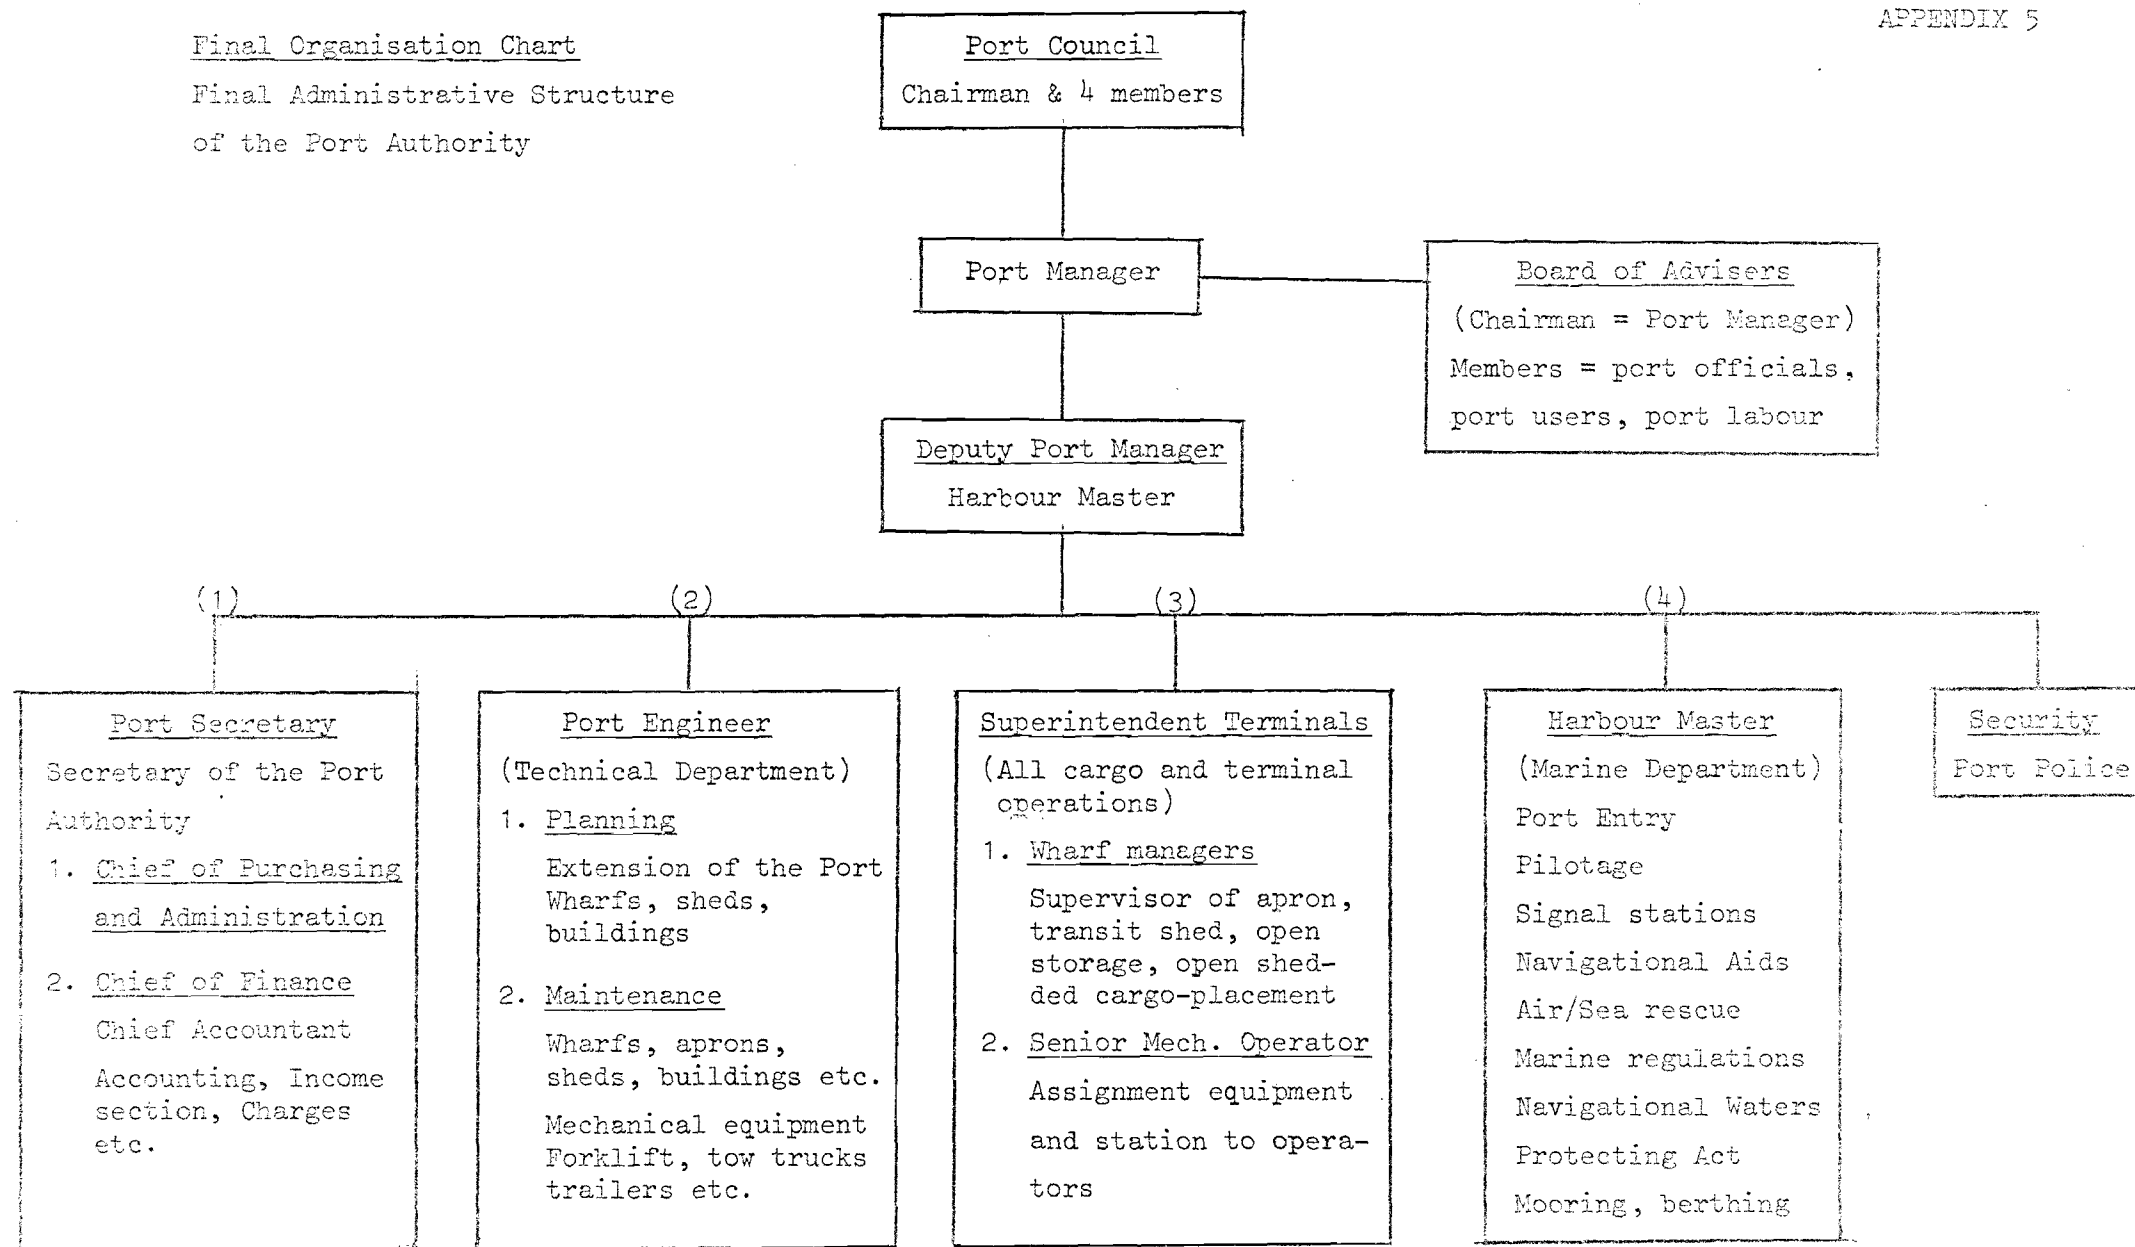 APPENDIX 5
Final Organisation Chart
Final Administrative Structure
of the Port Authority
Port Council
Chairman & 4 members
Port Manager
Board of Advisers
(Chairman = Port Manager)
Members = port officials,
port users, port labour
Deputy Port Manager
Harbour Master
(1)
(2)
(3)
(4)
Port Secretary
Secretary of the Port
Authority
1. Chief of Purchasing
and Administration
2. Chief of Finance
Chief Accountant
Accounting, Income
section, Charges
etc.
Port Engineer
(Technical Department)
1. Planning
Extension of the Port
Wharfs, sheds,
buildings
2. Maintenance
Wharfs, aprons,
sheds, buildings etc.
Mechanical equipment
Forklift, tow trucks
trailers etc.
Superintendent Terminals
(All cargo and terminal
operations)
1. Wharf managers
Supervisor of apron,
transit shed, open
storage, open shed-
ded cargo-placement
2. Senior Mech. Operator
Assignment equipment
and station to opera-
tors
Harbour Master
(Marine Department)
Port Entry
Pilotage
Signal stations
Navigational Aids
Air/Sea rescue
Marine regulations
Navigational Waters
Protecting Act
Mooring, berthing
Security
Port Police